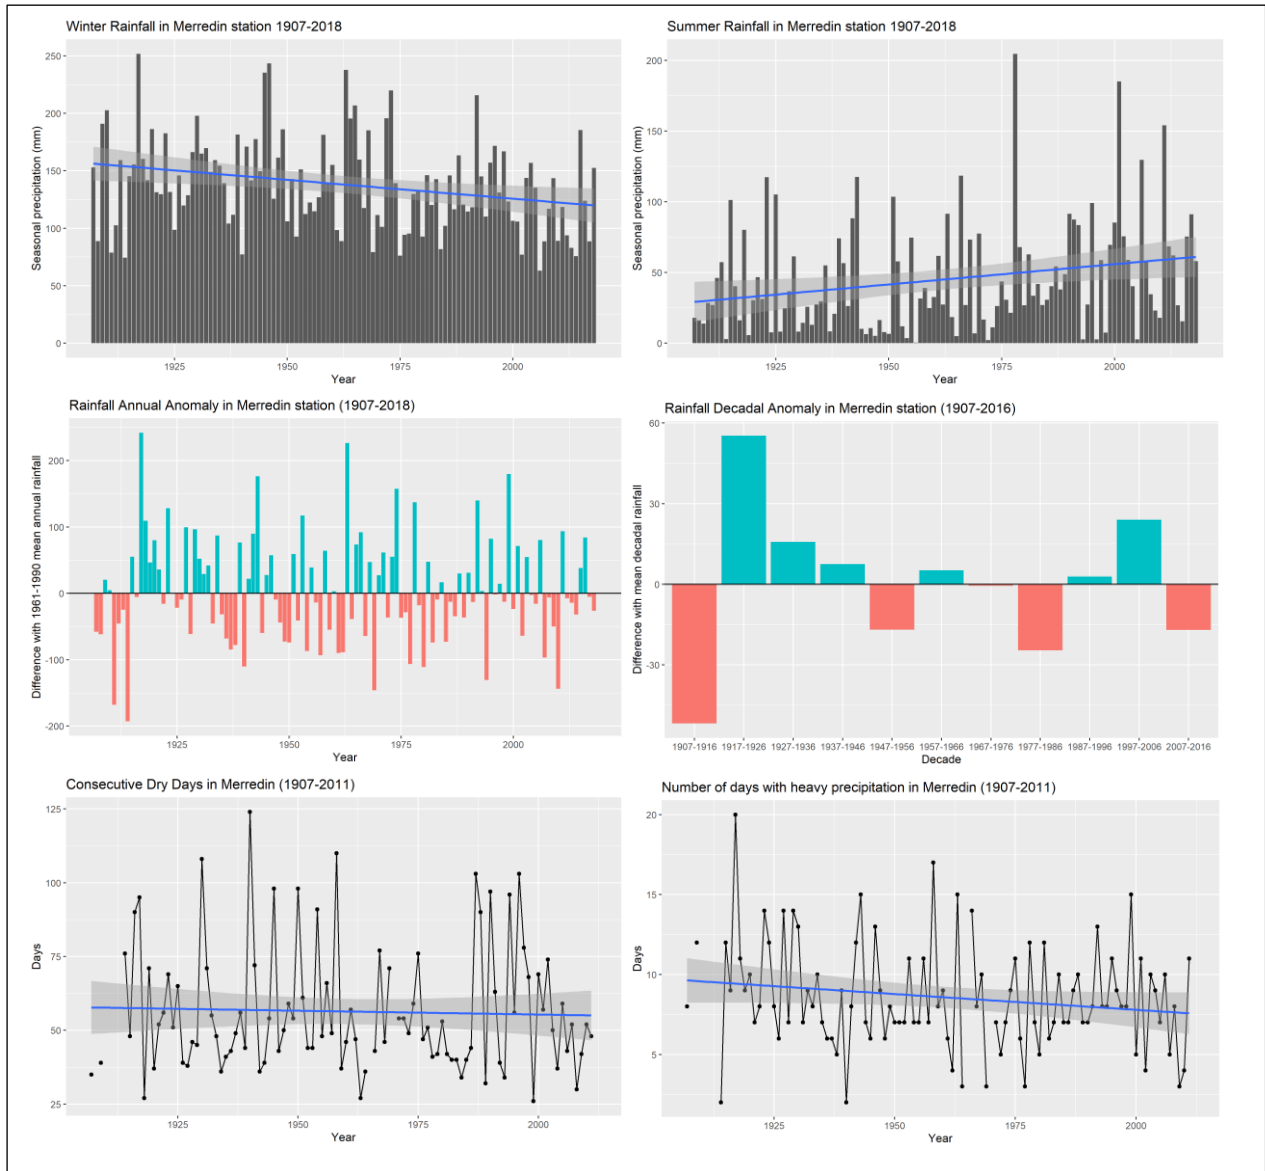 Winter Rainfall in Merredin station 1907-2018
Seasonal precipitation (mm)
250
200
150
100
50
0
1925 1950 1975 2000
Year
Summer Rainfall in Merredin station 1907-2018
Seasonal precipitation (mm)
200
150
100
50
0
1925 1950 1975 2000
Year
Rainfall Annual Anomaly in Merredin station (1907-2018)
Difference with 1961-1990 mean annual rainfall
200
100
0
-100
-200
1925 1950 1975 2000
Year
Rainfall Decadal Anomaly in Merredin station (1907-2016)
Difference with mean decadal rainfall
60
30
0
-30
1907-1916 1917-1926 1927-1936 1937-1946 1947-1956 1957-1966 1967-1976 1977-1986 1987-1996 1997-2006 2007-2016
Decade
Consecutive Dry Days in Merredin (1907-2011)
Days
125
100
75
50
25
1925 1950 1975 2000
Year
Number of days with heavy precipitation in Merredin (1907-2011)
Days
20
15
10
5
1925 1950 1975 2000
Year